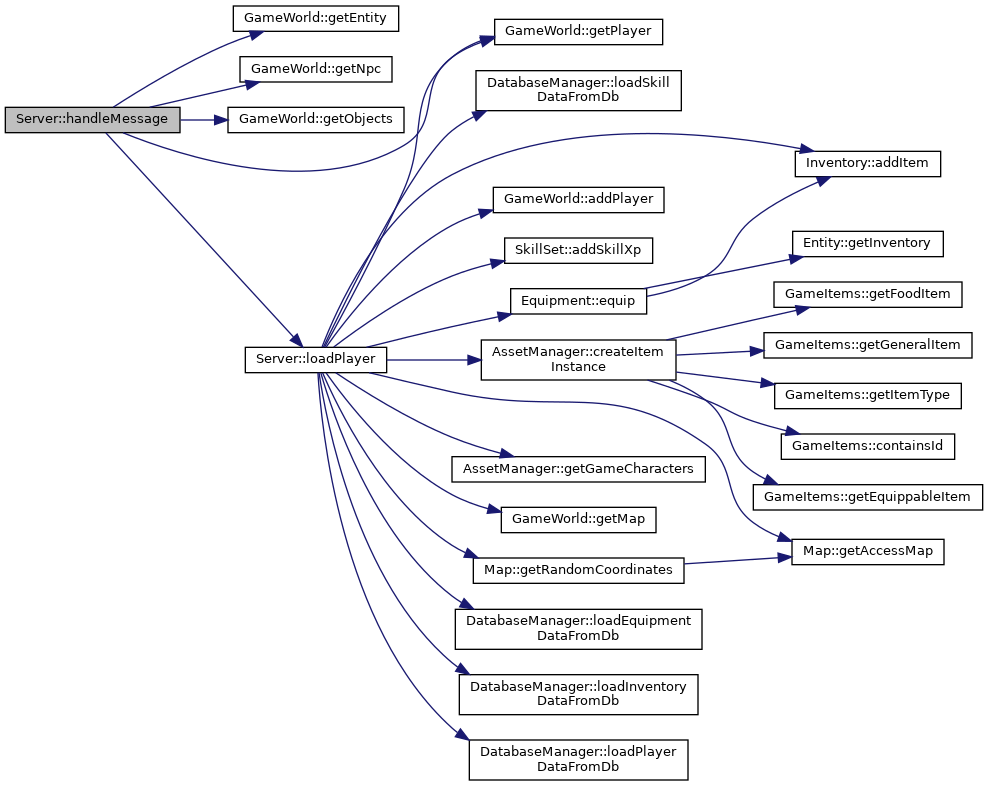 GameWorld::getEntity
GameWorld::getNpc
Server::handleMessage
GameWorld::getObjects
Server::loadPlayer
GameWorld::getPlayer
DatabaseManager::loadSkill
DataFromDb
GameWorld::addPlayer
SkillSet::addSkillXp
Equipment::equip
AssetManager::createItem
Instance
AssetManager::getGameCharacters
GameWorld::getMap
Map::getRandomCoordinates
DatabaseManager::loadEquipment
DataFromDb
DatabaseManager::loadInventory
DataFromDb
DatabaseManager::loadPlayer
DataFromDb
Inventory::addItem
Entity::getInventory
GameItems::getFoodItem
GameItems::getGeneralItem
GameItems::getItemType
GameItems::containsId
GameItems::getEquippableItem
Map::getAccessMap